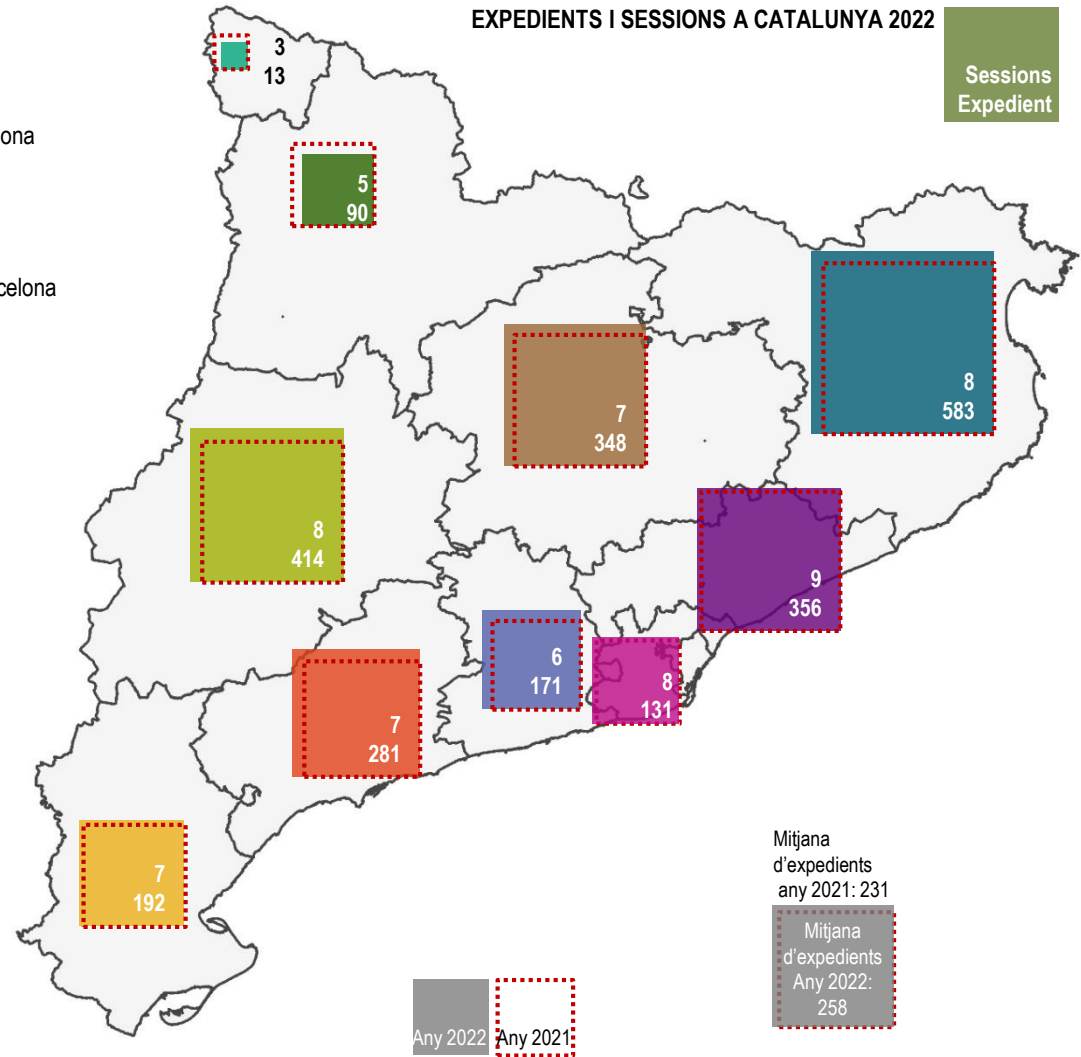 EXPEDIENTS I SESSIONS A CATALUNYA 2022
Sessions
Expedient
3
13
ona
5
90
celona
8
583
7
348
8
414
9
356
6
171
8
131
7
281
7
192
Mitjana
d'expedients
any 2021: 231
Mitjana
d'expedients
Any 2022:
258
Any 2022
Any 2021